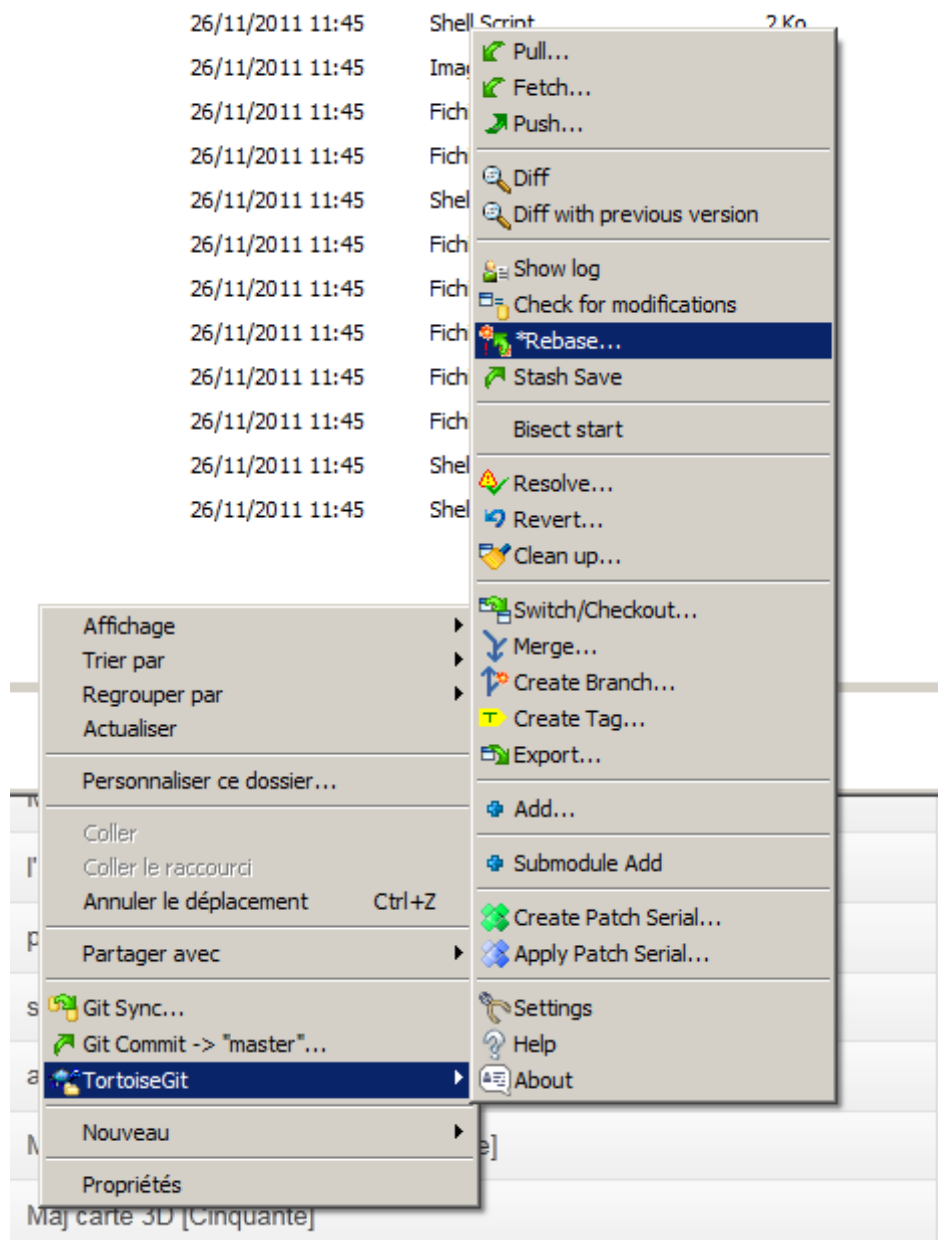 26/11/2011 11:45 Shell Script 2 Ko
26/11/2011 11:45
26/11/2011 11:45
26/11/2011 11:45
26/11/2011 11:45
26/11/2011 11:45
26/11/2011 11:45
26/11/2011 11:45
26/11/2011 11:45
26/11/2011 11:45
26/11/2011 11:45
26/11/2011 11:45
Pull...
Fetch...
Push...
Diff
Diff with previous version
Show log
Check for modifications
*Rebase...
Stash Save
Bisect start
Resolve...
Revert...
Clean up...
Switch/Checkout...
Merge...
Create Branch...
Create Tag...
Export...
Add...
Submodule Add
Create Patch Serial...
Apply Patch Serial...
Settings
Help
About
Affichage
Trier par
Regrouper par
Actualiser
Personnaliser ce dossier...
Coller
Coller le raccourci
Annuler le déplacement Ctrl+Z
Partager avec
Git Sync...
Git Commit -> "master"...
TortoiseGit
Nouveau
Propriétés
Maj carte 3D [Cinquante]